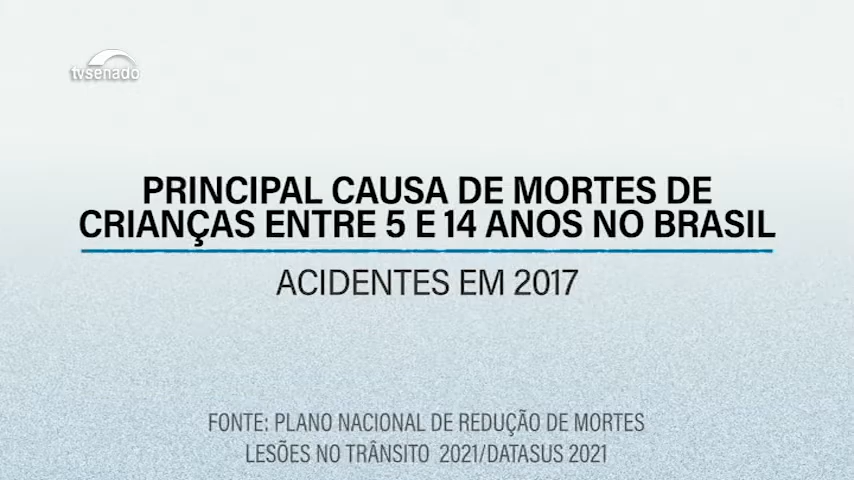 tvsenado
PRINCIPAL CAUSA DE MORTES DE
CRIANÇAS ENTRE 5 E 14 ANOS NO BRASIL
ACIDENTES EM 2017
FONTE: PLANO NACIONAL DE REDUÇÃO DE MORTES
LESÕES NO TRÂNSITO 2021/DATASUS 2021